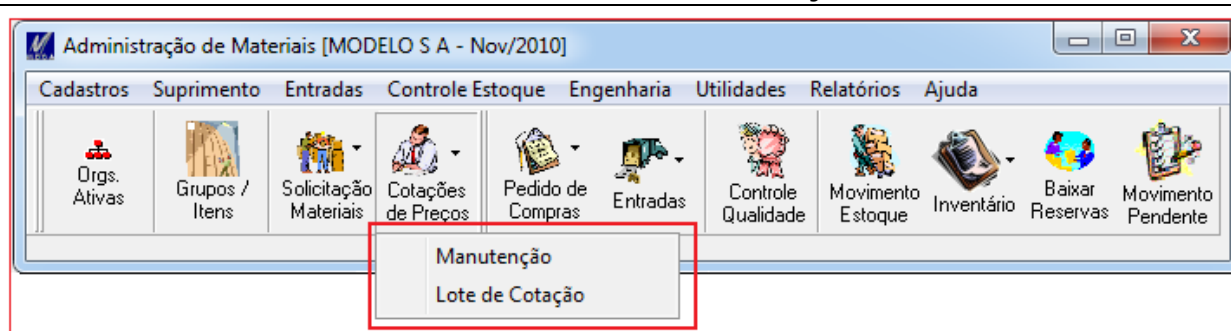 Administração de Materiais [MODELO S A - Nov/2010]
Cadastros Suprimento Entradas Controle Estoque Engenharia Utilidades Relatórios Ajuda
Orgs. Ativas
Grupos / Itens
Solicitação Materiais
Cotações de Preços
Pedido de Compras
Entradas
Controle Qualidade
Movimento Estoque
Inventário
Baixar Reservas
Movimento Pendente
Manutenção
Lote de Cotação